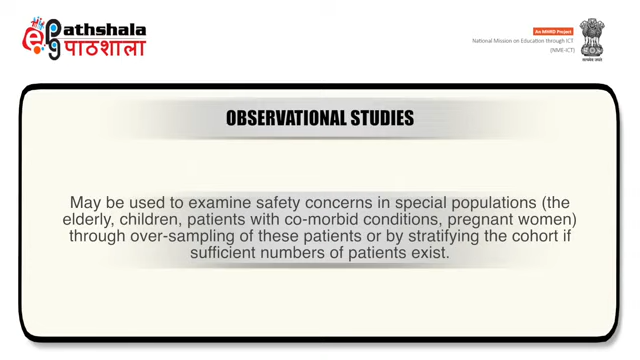 ePG Pathshala
पाठशाला
An MHRD Project
National Mission on Education through ICT
(NME-ICT)
OBSERVATIONAL STUDIES
May be used to examine safety concerns in special populations (the
elderly, children, patients with co-morbid conditions, pregnant women)
through over-sampling of these patients or by stratifying the cohort if
sufficient numbers of patients exist.